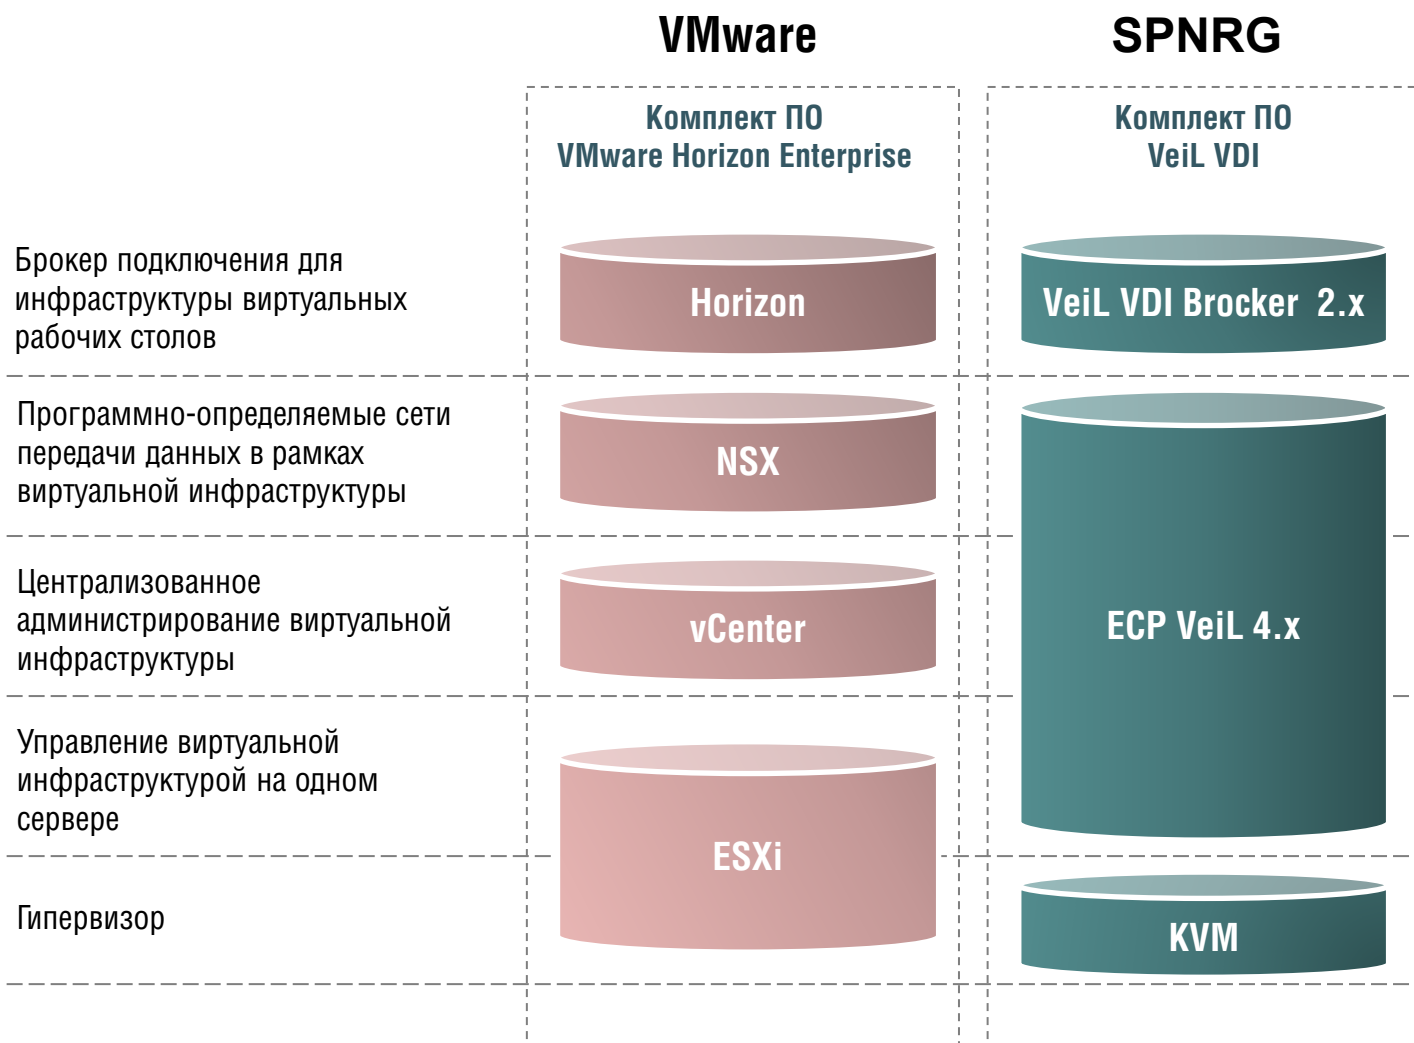 VMware
SPNRG
Комплект ПО
VMware Horizon Enterprise
Комплект ПО
VeiL VDI
Брокер подключения для
инфраструктуры виртуальных
рабочих столов
Horizon
VeiL VDI Brocker 2.x
Программно-определяемые сети
передачи данных в рамках
виртуальной инфраструктуры
NSX
Централизованное
администрирование виртуальной
инфраструктуры
vCenter
ECP VeiL 4.x
Управление виртуальной
инфраструктурой на одном
сервере
ESXi
Гипервизор
KVM